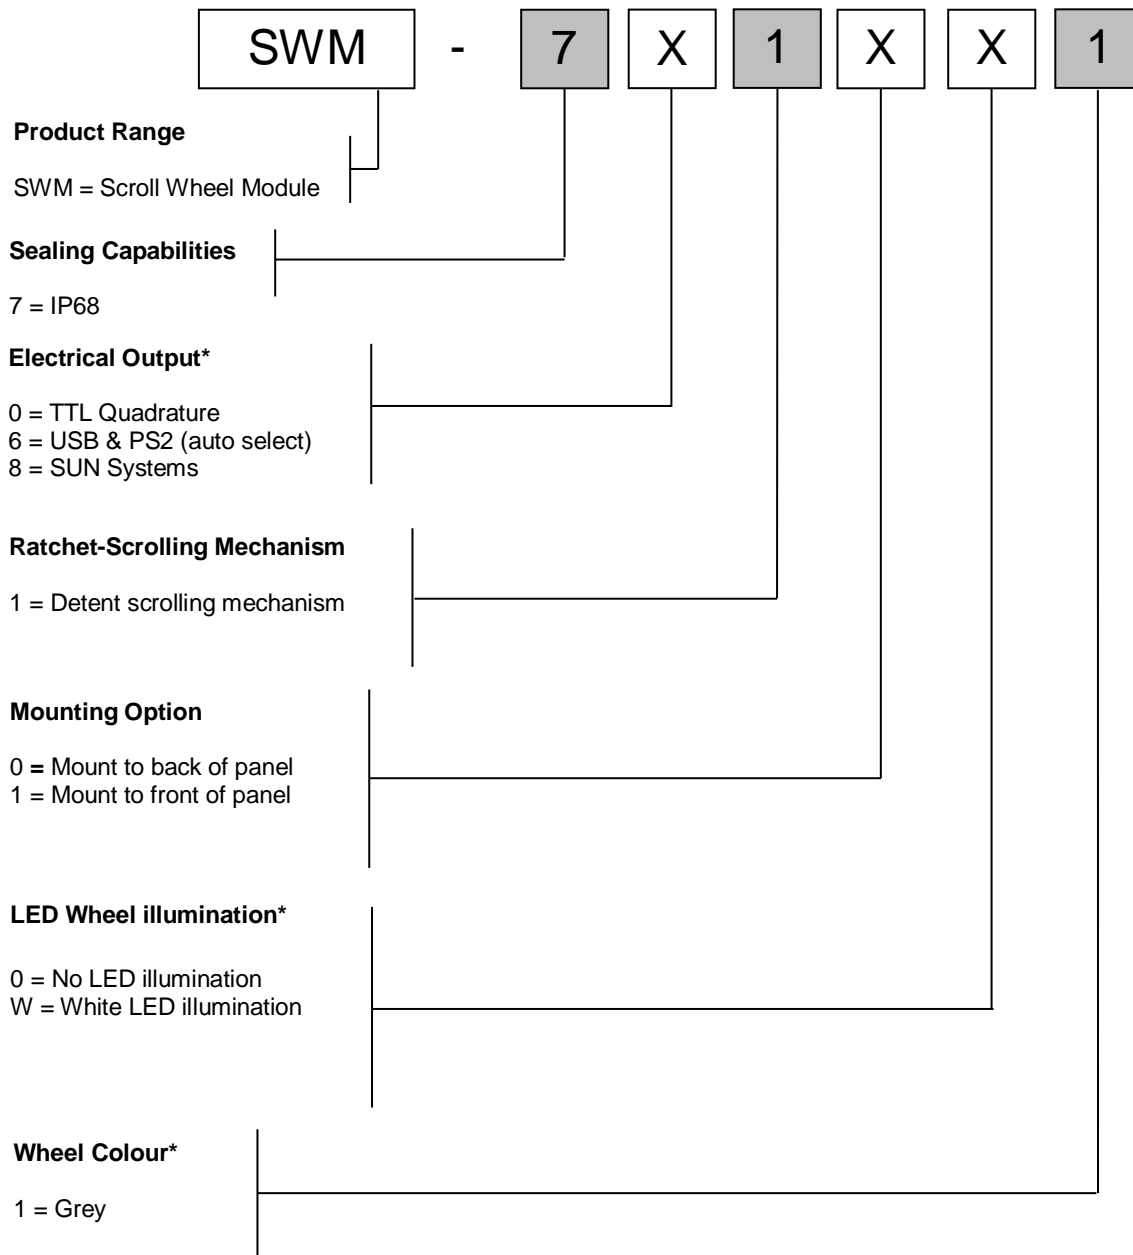 SWM - 7 X 1 X X 1
Product Range
SWM = Scroll Wheel Module
Sealing Capabilities
7 = IP68
Electrical Output*
0 = TTL Quadrature
6 = USB & PS2 (auto select)
8 = SUN Systems
Ratchet-Scrolling Mechanism
1 = Detent scrolling mechanism
Mounting Option
0 = Mount to back of panel
1 = Mount to front of panel
LED Wheel illumination*
0 = No LED illumination
W = White LED illumination
Wheel Colour*
1 = Grey